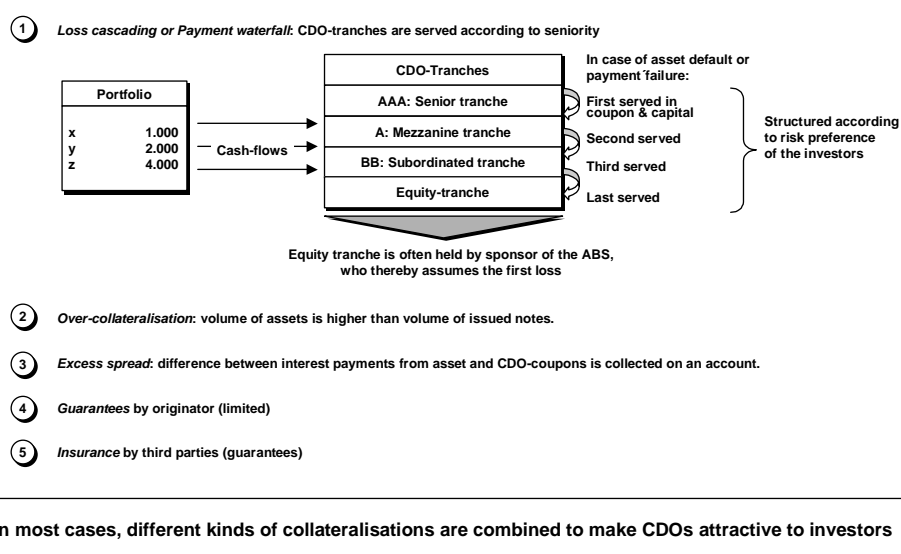 1
Loss cascading or Payment waterfall: CDO-tranches are served according to seniority
Portfolio
x 1.000
y 2.000
z 4.000
Cash-flows
CDO-Tranches
AAA: Senior tranche
A: Mezzanine tranche
BB: Subordinated tranche
Equity-tranche
In case of asset default or
payment´failure:
First served in
coupon & capital
Second served
Third served
Last served
Structured according
to risk preference
of the investors
Equity tranche is often held by sponsor of the ABS,
who thereby assumes the first loss
2
Over-collateralisation: volume of assets is higher than volume of issued notes.
3
Excess spread: difference between interest payments from asset and CDO-coupons is collected on an account.
4
Guarantees by originator (limited)
5
Insurance by third parties (guarantees)
n most cases, different kinds of collateralisations are combined to make CDOs attractive to investors